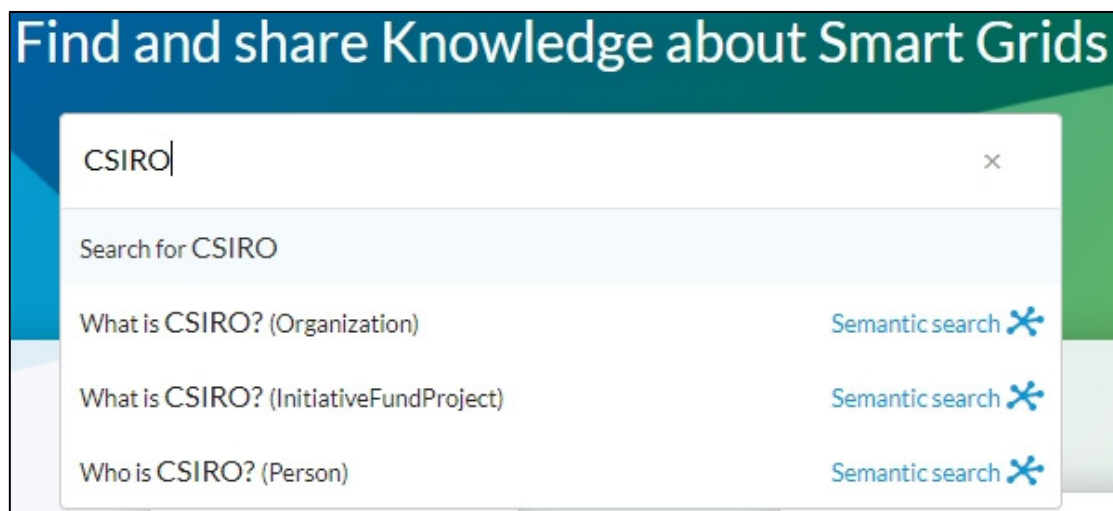 Find and share Knowledge about Smart Grids
CSIRO ×
Search for CSIRO
What is CSIRO? (Organization) Semantic search
What is CSIRO? (InitiativeFundProject) Semantic search
Who is CSIRO? (Person) Semantic search